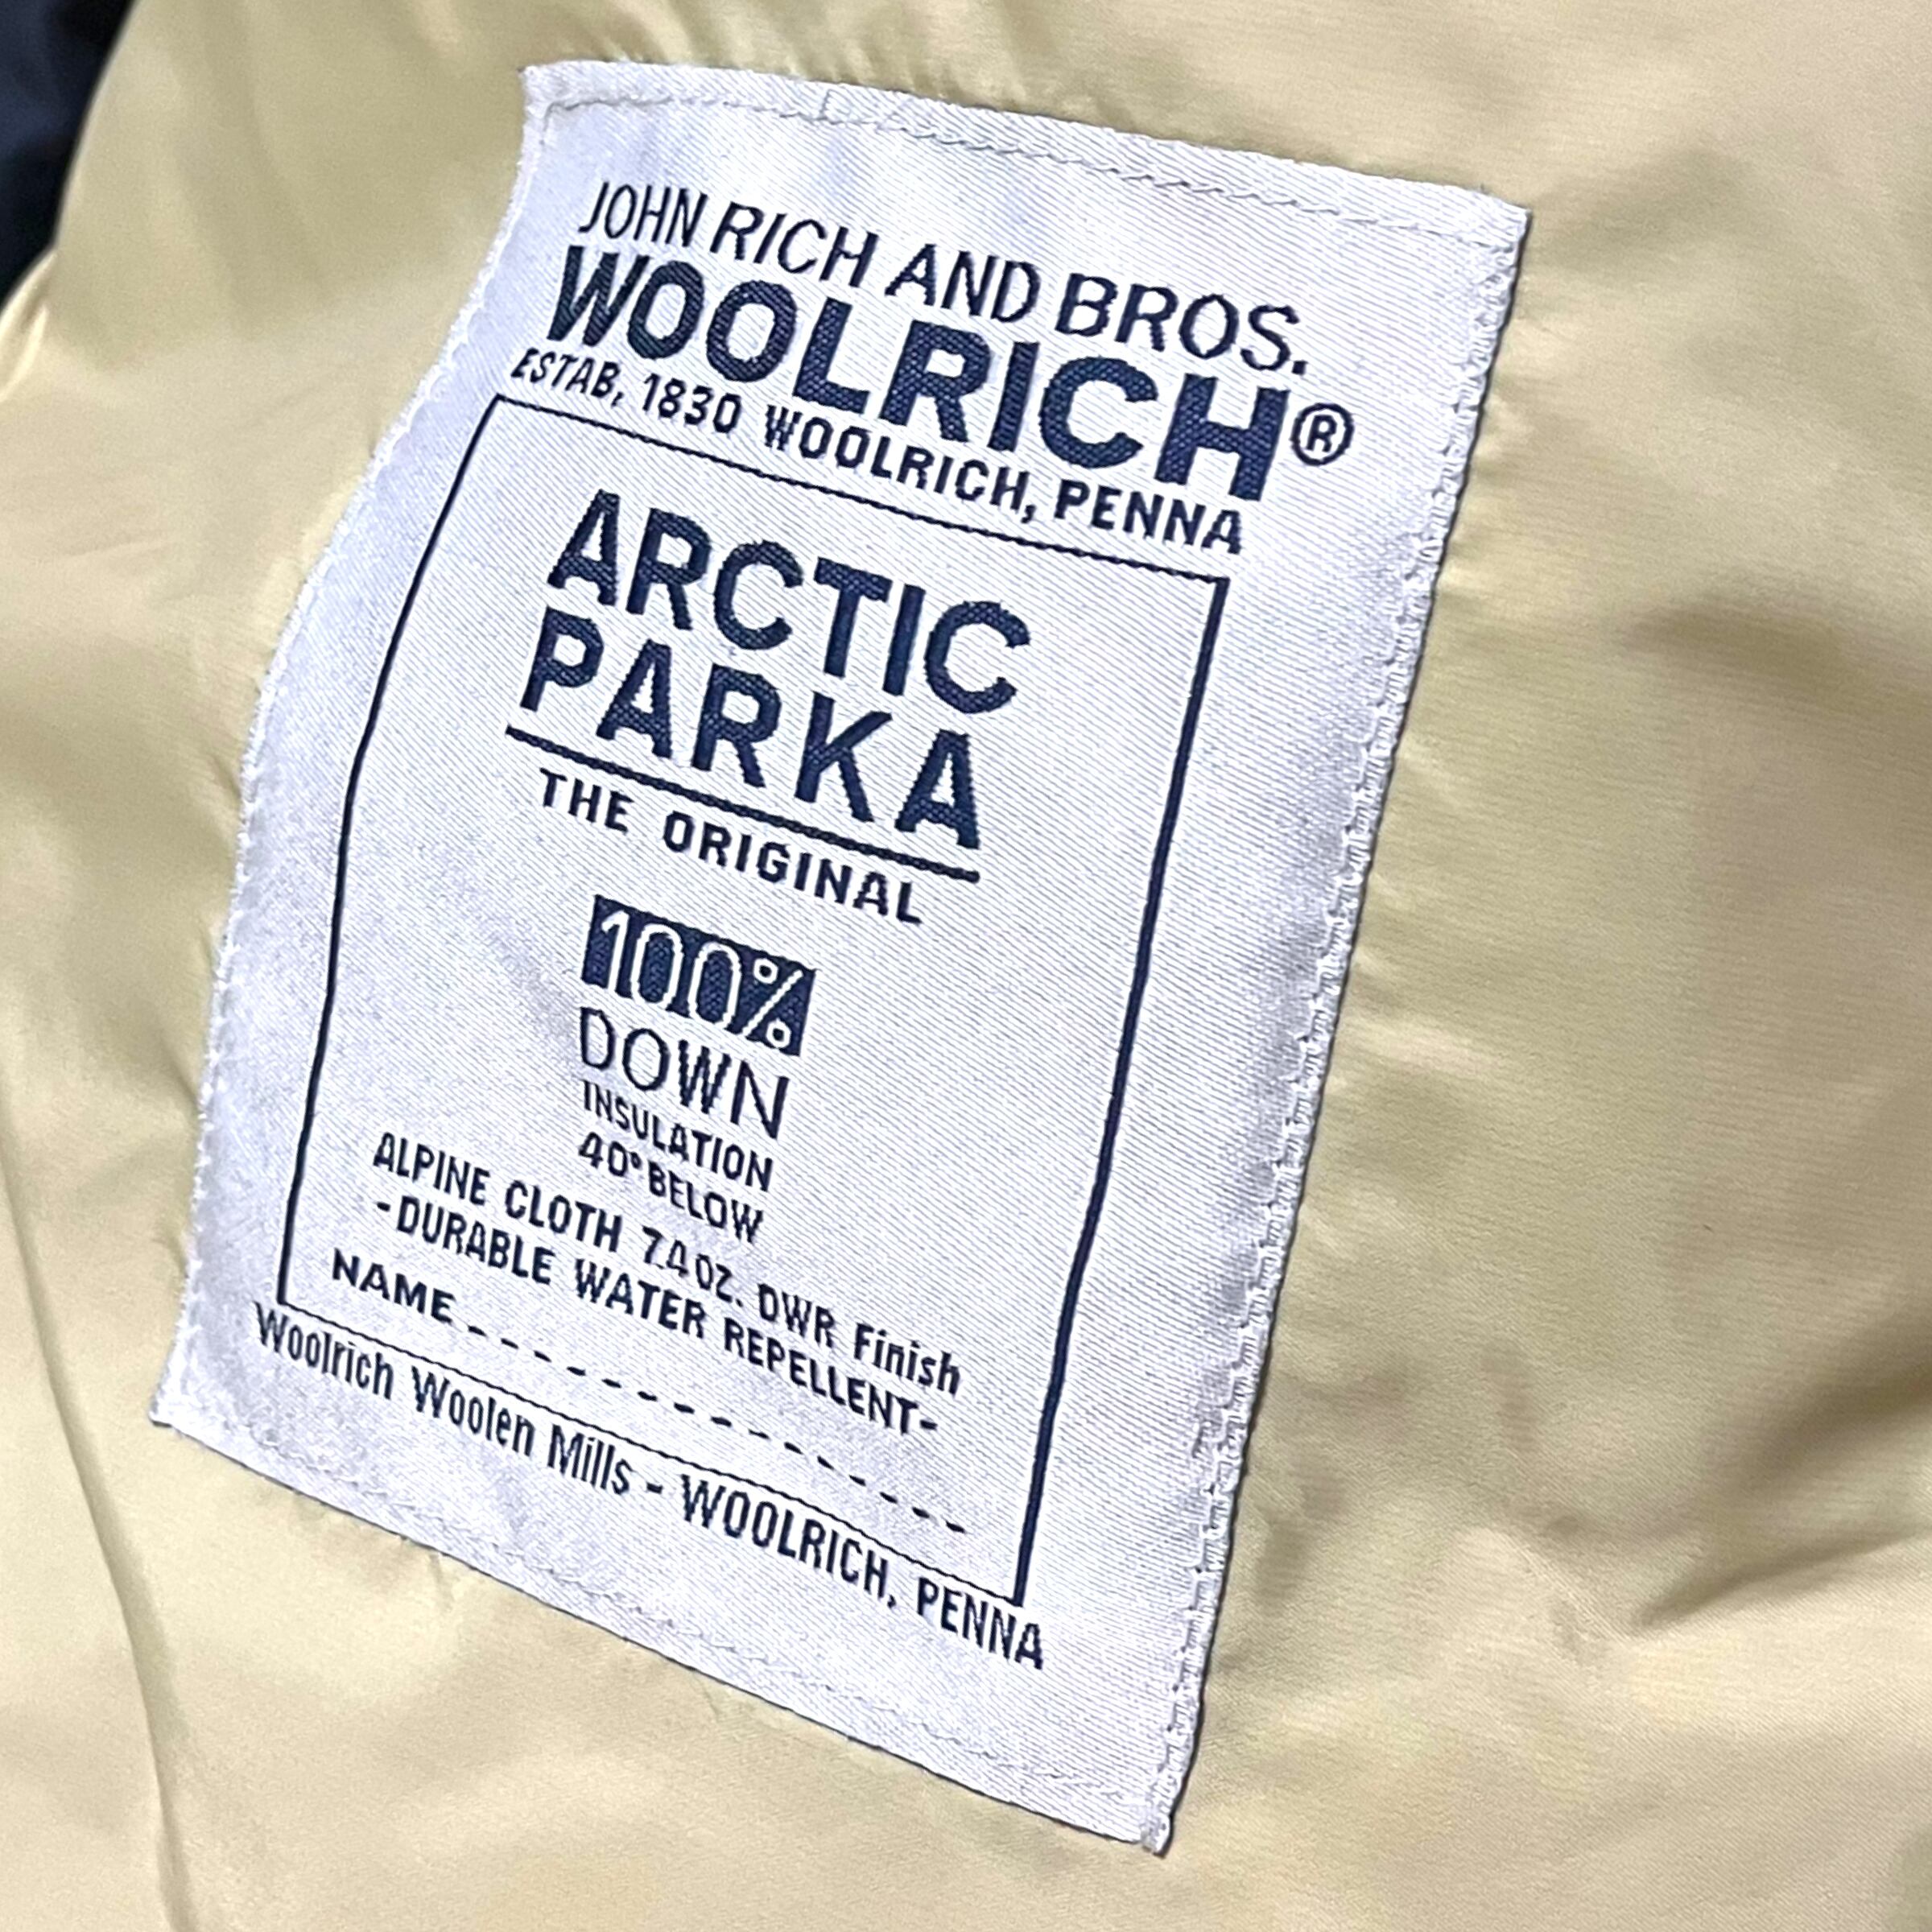 JOHN RICH AND BROS.
WOOLRICH®
ESTAB, 1830 WOOLRICH, PENNA
ARCTIC
PARKA
THE ORIGINAL
100%
DOWN
INSULATION
40° BELOW
ALPINE CLOTH 7.4 OZ. DWR Finish
-DURABLE WATER REPELLENT-
NAME ---------------
Woolrich Woolen Mills - WOOLRICH, PENNA